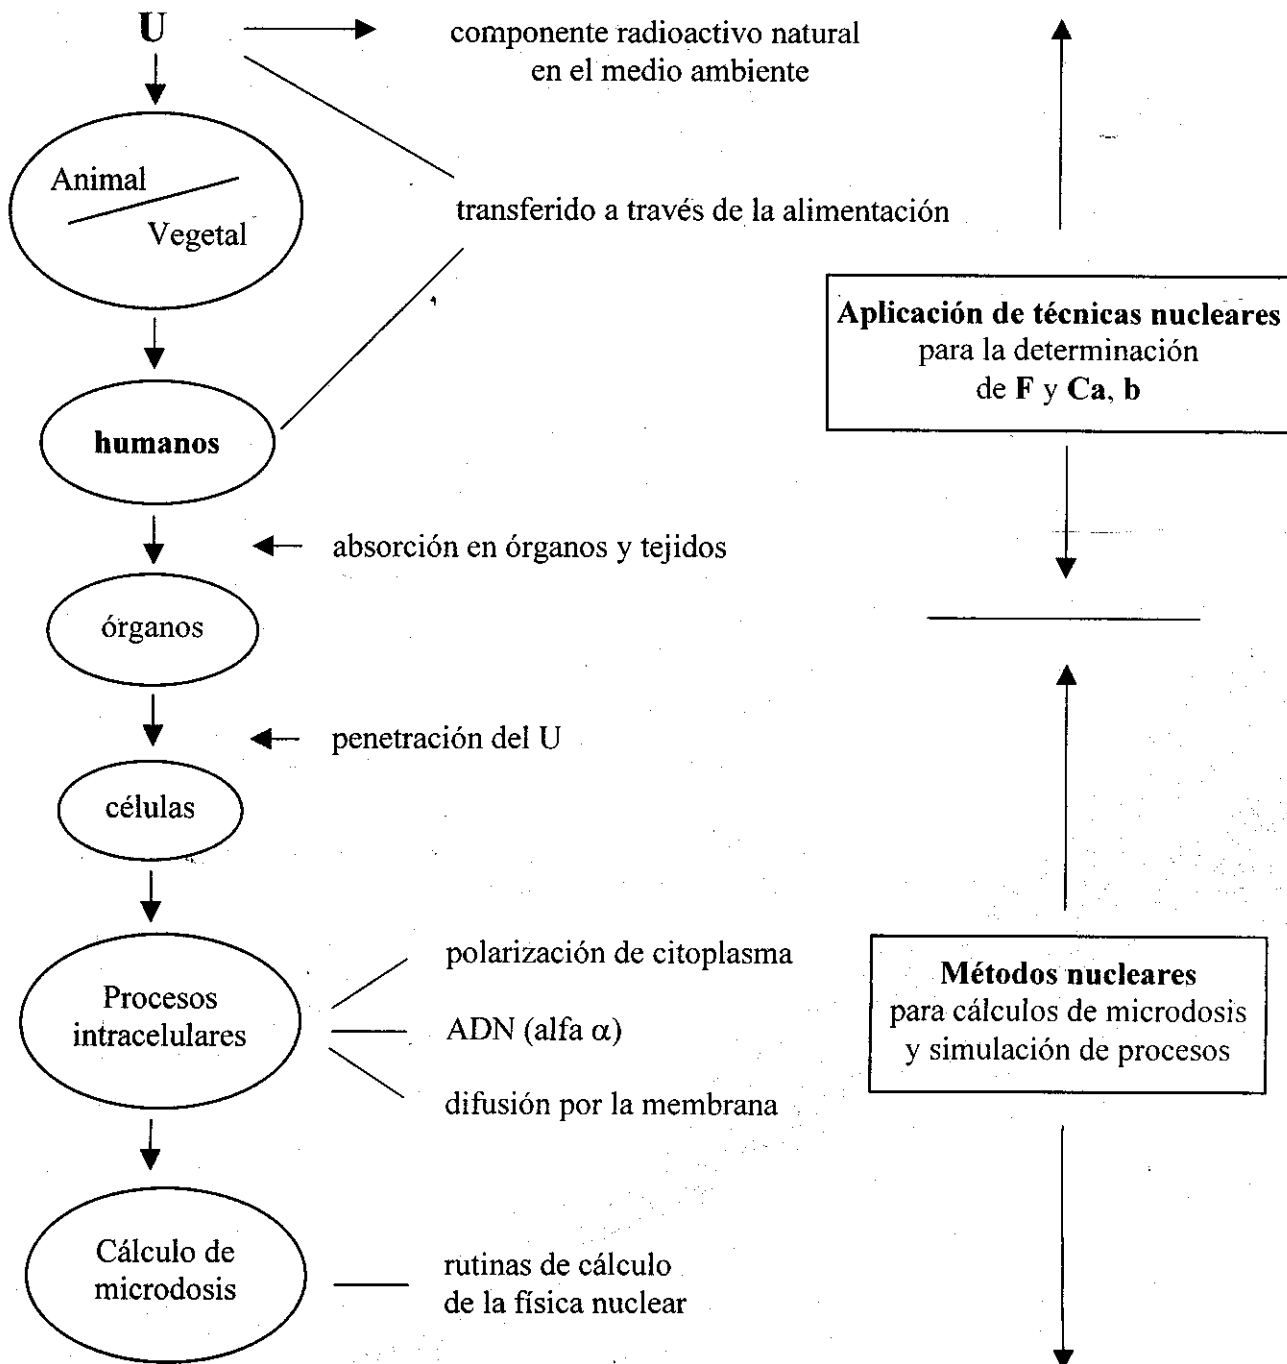 U
componente radioactivo natural
en el medio ambiente
Animal
Vegetal
transferido a través de la alimentación
Aplicación de técnicas nucleares
para la determinación
de F y Ca, b
humanos
absorción en órganos y tejidos
órganos
penetración del U
células
Procesos
intracelulares
polarización de citoplasma
ADN (alfa α)
difusión por la membrana
Métodos nucleares
para cálculos de microdosis
y simulación de procesos
Cálculo de
microdosis
rutinas de cálculo
de la física nuclear